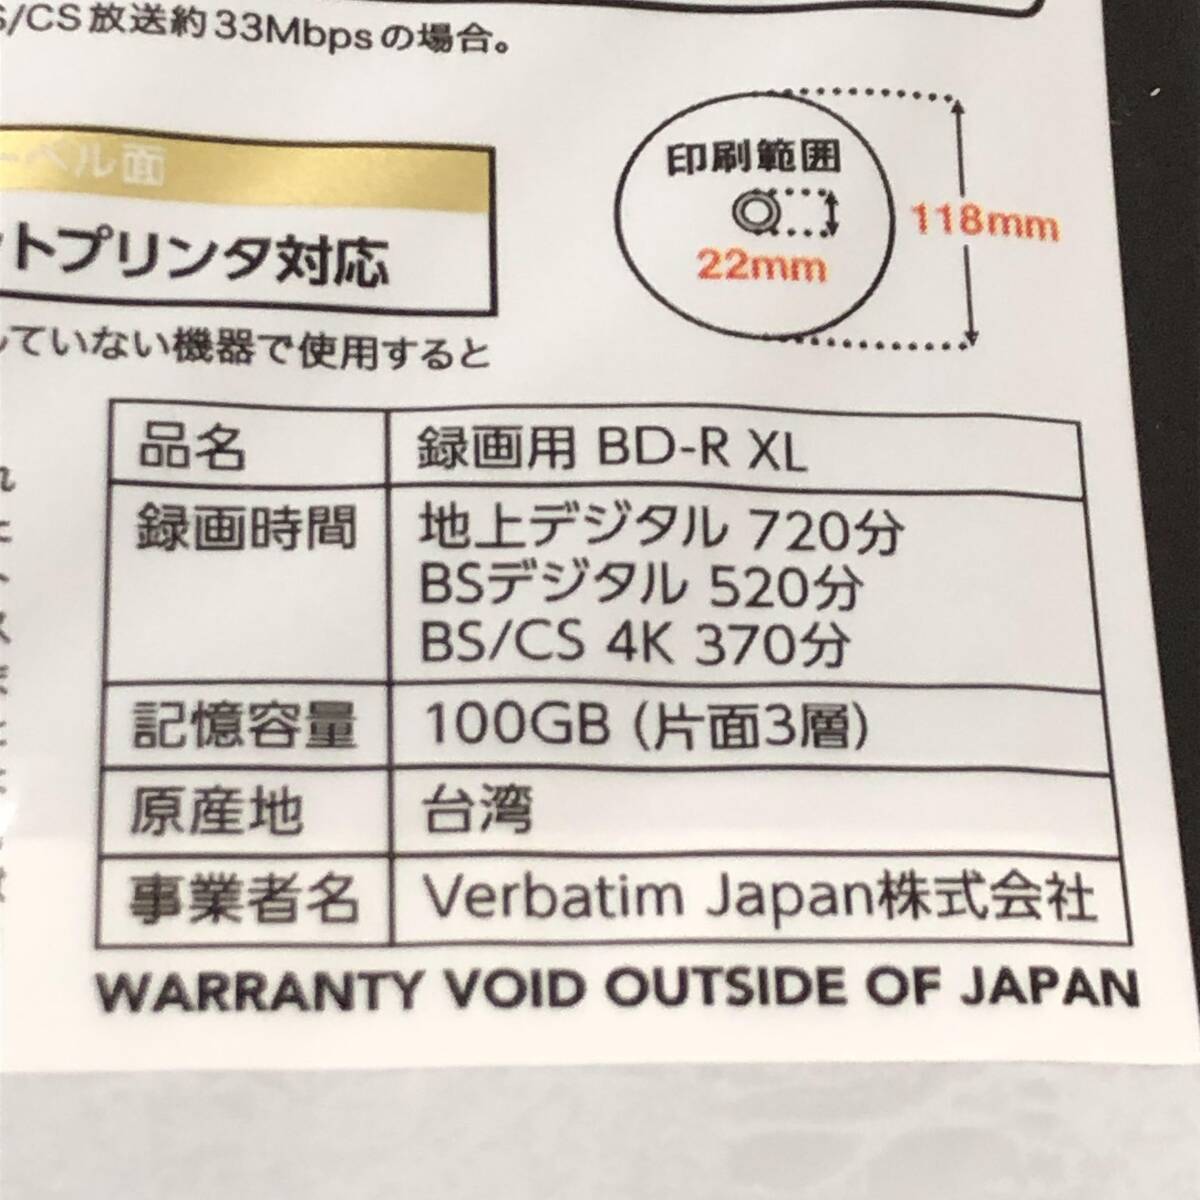 S/CS放送約33Mbpsの場合。
ーベル面
ットプリンタ対応
印刷範囲
22mm
118mm
していない機器で使用すると
品名 録画用 BD-R XL
録画時間 地上デジタル 720分
BSデジタル 520分
BS/CS 4K 370分
記憶容量 100GB (片面3層)
原産地 台湾
事業者名 Verbatim Japan株式会社
WARRANTY VOID OUTSIDE OF JAPAN